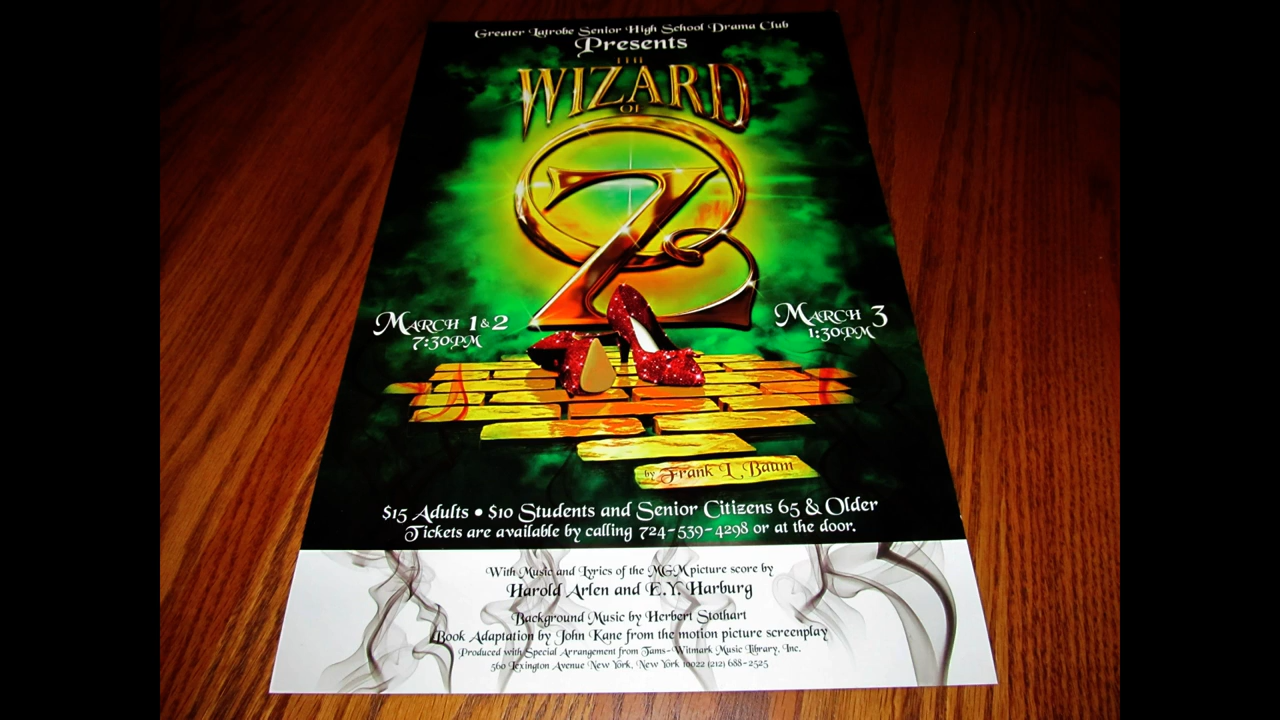 Greater Latrobe Senior High School Drama Club
Presents
THE
WIZARD
OF
OZ
MARCH 1 & 2
7:30PM
MARCH 3
1:30PM
by Frank L. Baum
$15 Adults • $10 Students and Senior Citizens 65 & Older
Tickets are available by calling 724-539-4298 or at the door.
With Music and Lyrics of the MGM picture score by
Harold Arlen and E.Y. Harburg
Background Music by Herbert Stothart
Book Adaptation by John Kane from the motion picture screenplay
Produced with Special Arrangement from Tams-Witmark Music Library, Inc.
560 Lexington Avenue New York, New York 10022 (212) 688-2525